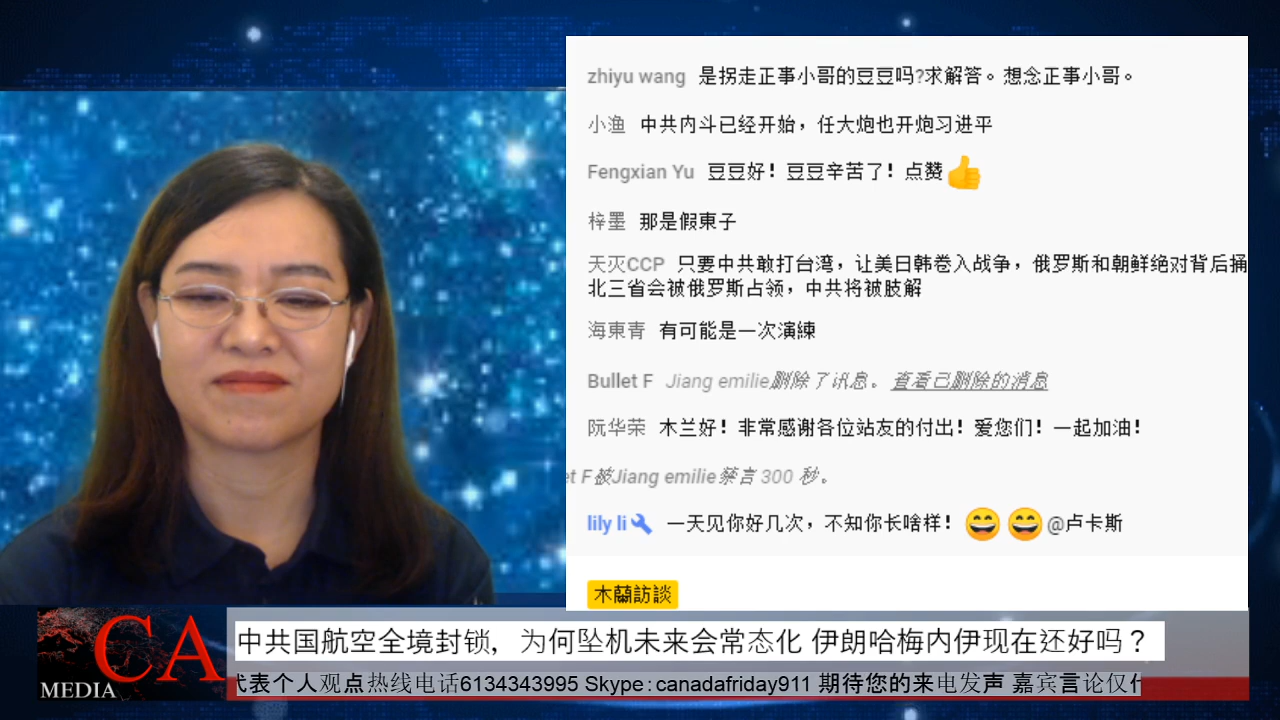 zhiyu wang 是拐走正事小哥的豆豆吗?求解答。想念正事小哥。
小渔 中共内斗已经开始，任大炮也开炮习进平
Fengxian Yu 豆豆好！豆豆辛苦了！点赞👍
梓墨 那是假東子
天灭CCP 只要中共敢打台湾，让美日韩卷入战争，俄罗斯和朝鲜绝对背后捅
北三省会被俄罗斯占领，中共将被肢解
海東青 有可能是一次演練
Bullet F Jiang emilie删除了讯息。查看已删除的消息
阮华荣 木兰好！非常感谢各位站友的付出！爱您们！一起加油！
et F被Jiang emilie禁言 300 秒。
lily li 一天见你好几次，不知你长啥样！😄😄@卢卡斯
木蘭訪談
中共国航空全境封锁，为何坠机未来会常态化 伊朗哈梅内伊现在还好吗？
代表个人观点热线电话6134343995 Skype:canadafriday911 期待您的来电发声 嘉宾言论仅代
CA
MEDIA